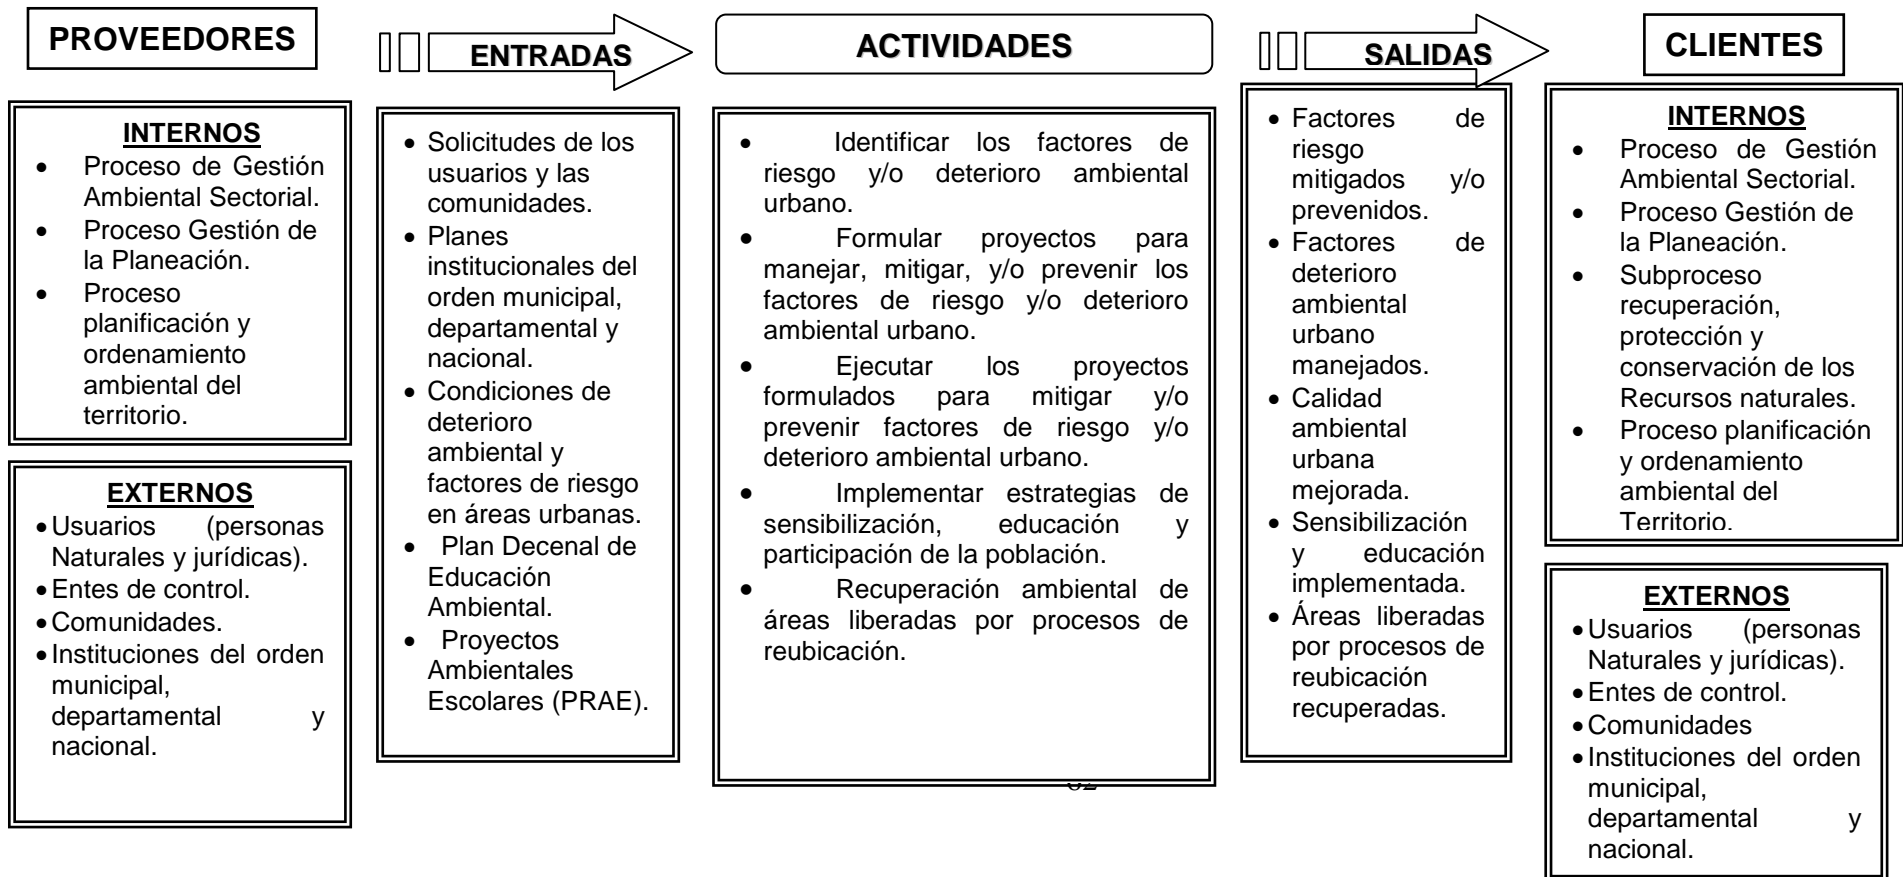 PROVEEDORES
ENTRADAS
ACTIVIDADES
SALIDAS
CLIENTES
INTERNOS
• Proceso de Gestión
Ambiental Sectorial.
• Proceso Gestión de
la Planeación.
• Proceso
planificación y
ordenamiento
ambiental del
territorio.
EXTERNOS
• Usuarios (personas
Naturales y jurídicas).
• Entes de control.
• Comunidades.
• Instituciones del orden
municipal,
departamental y
nacional.
• Solicitudes de los
usuarios y las
comunidades.
• Planes
institucionales del
orden municipal,
departamental y
nacional.
• Condiciones de
deterioro
ambiental y
factores de riesgo
en áreas urbanas.
• Plan Decenal de
Educación
Ambiental.
• Proyectos
Ambientales
Escolares (PRAE).
• Identificar los factores de
riesgo y/o deterioro ambiental
urbano.
• Formular proyectos para
manejar, mitigar, y/o prevenir los
factores de riesgo y/o deterioro
ambiental urbano.
• Ejecutar los proyectos
formulados para mitigar y/o
prevenir factores de riesgo y/o
deterioro ambiental urbano.
• Implementar estrategias de
sensibilización, educación y
participación de la población.
• Recuperación ambiental de
áreas liberadas por procesos de
reubicación.
• Factores de
riesgo
mitigados y/o
prevenidos.
• Factores de
deterioro
ambiental
urbano
manejados.
• Calidad
ambiental
urbana
mejorada.
• Sensibilización
y educación
implementada.
• Áreas liberadas
por procesos de
reubicación
recuperadas.
INTERNOS
• Proceso de Gestión
Ambiental Sectorial.
• Proceso Gestión de
la Planeación.
• Subproceso
recuperación,
protección y
conservación de los
Recursos naturales.
• Proceso planificación
y ordenamiento
ambiental del
Territorio.
EXTERNOS
• Usuarios (personas
Naturales y jurídicas).
• Entes de control.
• Comunidades
• Instituciones del orden
municipal,
departamental y
nacional.